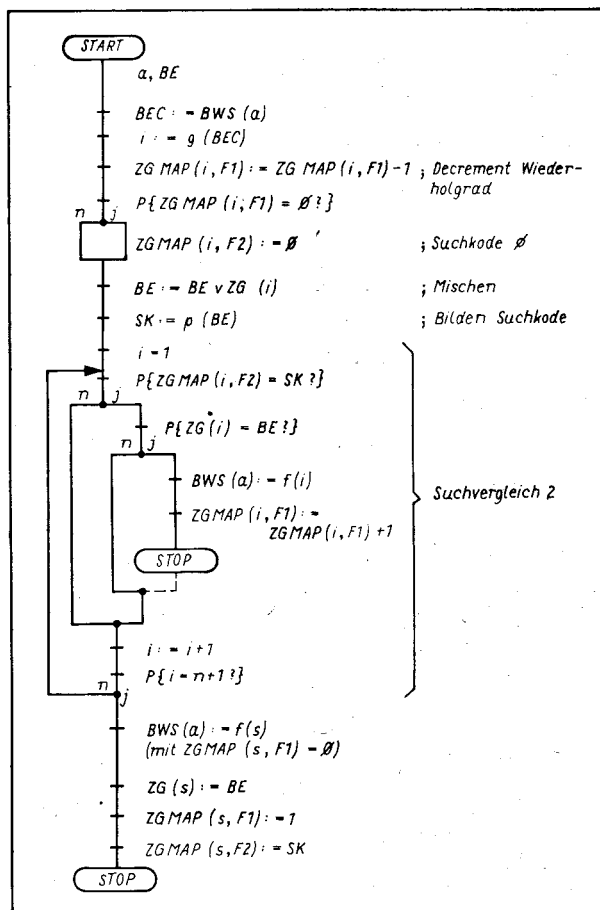 START
a, BE
BEC := BWS (a)
i := g (BEC)
ZG MAP (i, F1) := ZG MAP (i, F1) - 1 ; Decrement Wieder-
holgrad
P{ZG MAP (i, F1) = Ø ?}
n j
ZG MAP (i, F2) := Ø ; Suchkode Ø
BE := BE v ZG (i) ; Mischen
SK := p (BE) ; Bilden Suchkode
i = 1
P{ZG MAP (i, F2) = SK ?}
n j
P{ZG (i) = BE ?}
n j
BWS (a) := f (i)
ZG MAP (i, F1) :=
ZG MAP (i, F1) + 1
STOP
Suchvergleich 2
i := i+1
P{i = n+1 ?}
n j
BWS (a) := f (s)
(mit ZG MAP (s, F1) = Ø)
ZG (s) := BE
ZG MAP (s, F1) := 1
ZG MAP (s, F2) := SK
STOP